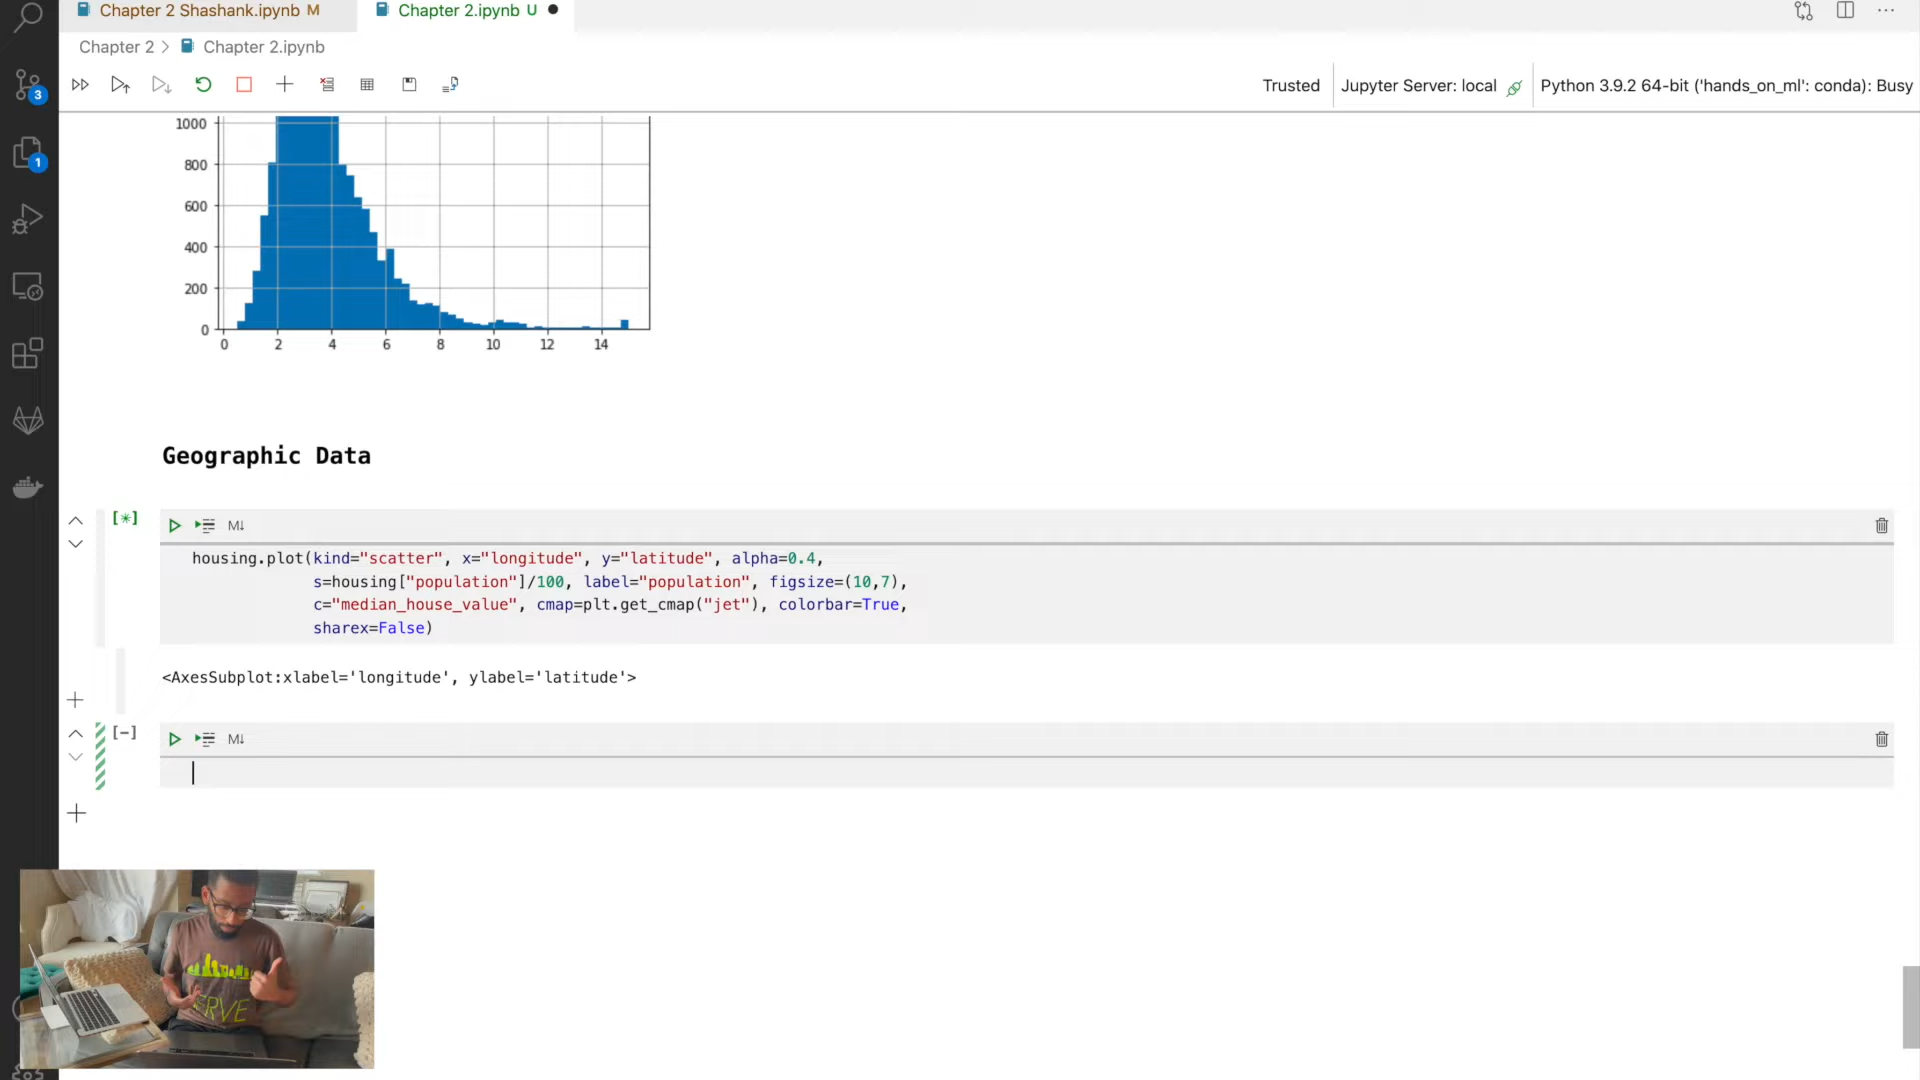 Chapter 2 Shashank.ipynb M
Chapter 2.ipynb U
Chapter 2 > Chapter 2.ipynb
3
1
Trusted
Jupyter Server: local
Python 3.9.2 64-bit ('hands_on_ml': conda): Busy
1000
800
600
400
200
0
0 2 4 6 8 10 12 14
Geographic Data
[*]
M↓
housing.plot(kind="scatter", x="longitude", y="latitude", alpha=0.4,
s=housing["population"]/100, label="population", figsize=(10,7),
c="median_house_value", cmap=plt.get_cmap("jet"), colorbar=True,
sharex=False)
<AxesSubplot:xlabel='longitude', ylabel='latitude'>
[-]
M↓
ERVE